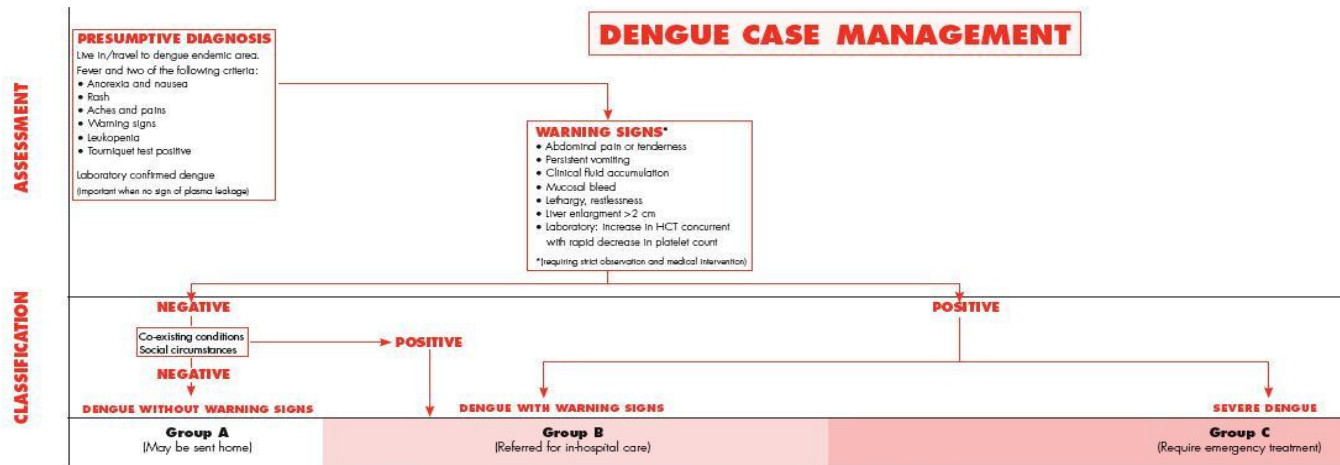 DENGUE CASE MANAGEMENT
ASSESSMENT
PRESUMPTIVE DIAGNOSIS
Live in/travel to dengue endemic area.
Fever and two of the following criteria:
• Anorexia and nausea
• Rash
• Aches and pains
• Warning signs
• Leukopenia
• Tourniquet test positive
Laboratory confirmed dengue
(important when no sign of plasma leakage)
WARNING SIGNS*
• Abdominal pain or tenderness
• Persistent vomiting
• Clinical fluid accumulation
• Mucosal bleed
• Lethargy, restlessness
• Liver enlargment >2 cm
• Laboratory: increase in HCT concurrent
with rapid decrease in platelet count
*(requiring strict observation and medical intervention)
CLASSIFICATION
NEGATIVE
POSITIVE
Co-existing conditions
Social circumstances
POSITIVE
NEGATIVE
DENGUE WITHOUT WARNING SIGNS
DENGUE WITH WARNING SIGNS
SEVERE DENGUE
Group A
(May be sent home)
Group B
(Referred for in-hospital care)
Group C
(Require emergency treatment)